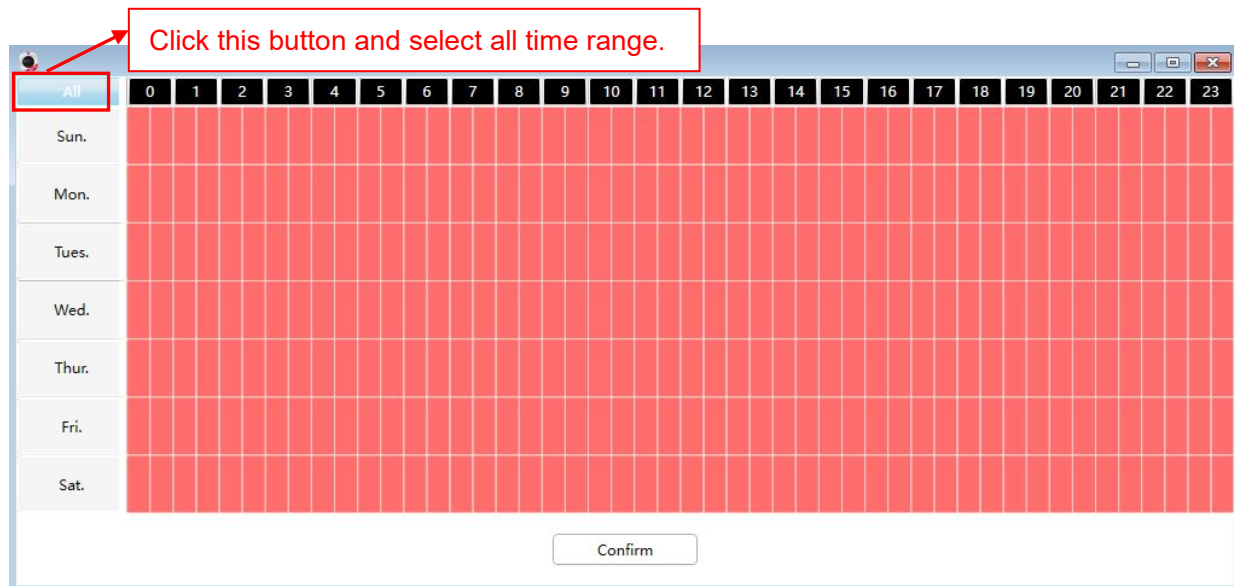 Click this button and select all time range.
All 0 1 2 3 4 5 6 7 8 9 10 11 12 13 14 15 16 17 18 19 20 21 22 23
Sun.
Mon.
Tues.
Wed.
Thur.
Fri.
Sat.
Confirm